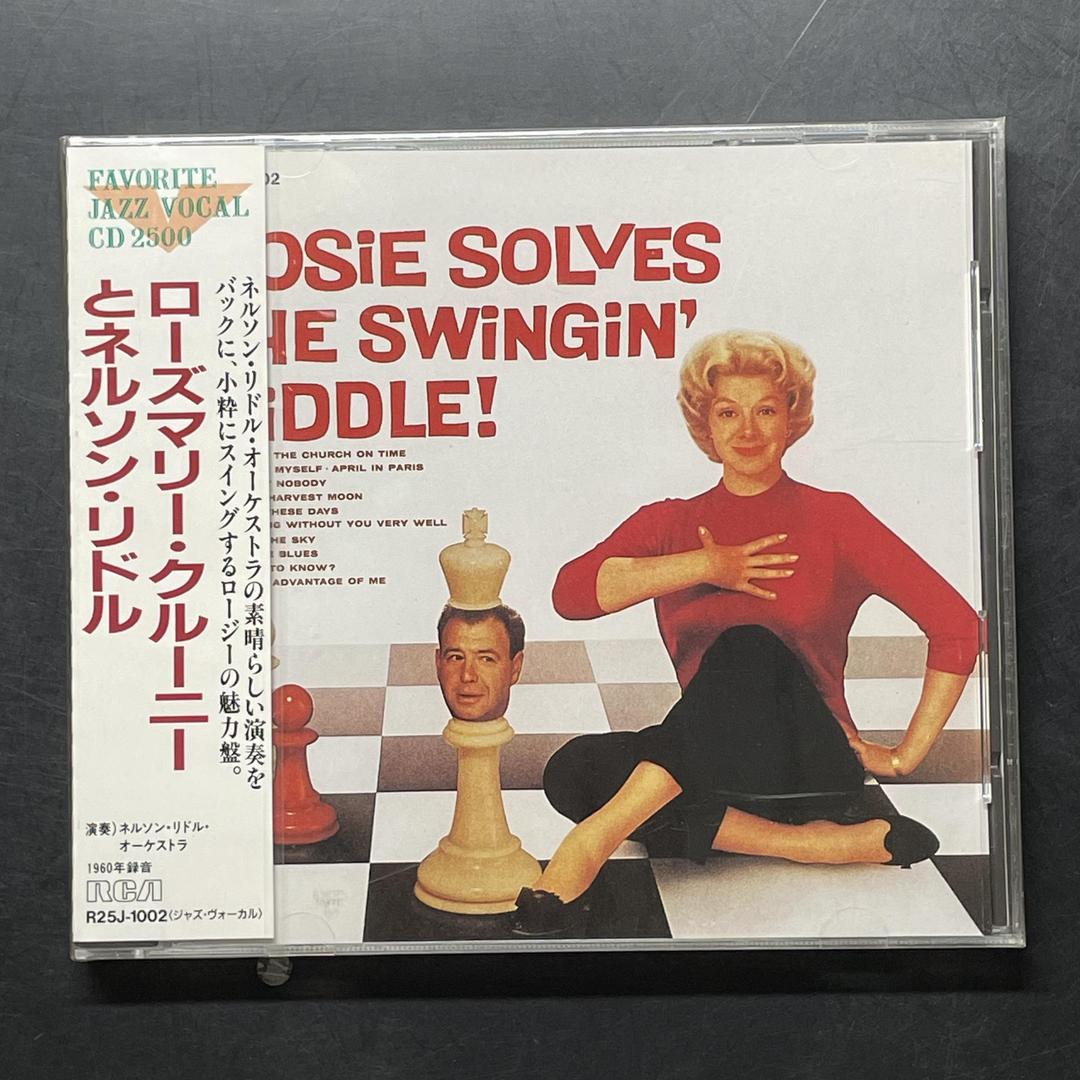 FAVORITE
JAZZ VOCAL
CD 2500
ネルソン・リドル・オーケストラの素晴らしい演奏を
バックに、小粋にスイングするロージーの魅力盤。
ローズマリー・クルーニー
とネルソン・リドル
演奏)ネルソン・リドル・
オーケストラ
1960年録音
RCA
R25J-1002〈ジャズ・ヴォーカル〉
02
OSiE SOLVES
HE SWiNGiN'
iDDLE!
THE CHURCH ON TIME
MYSELF · APRIL IN PARIS
NOBODY
HARVEST MOON
THESE DAYS
G WITHOUT YOU VERY WELL
HE SKY
E BLUES
TO KNOW?
ADVANTAGE OF ME